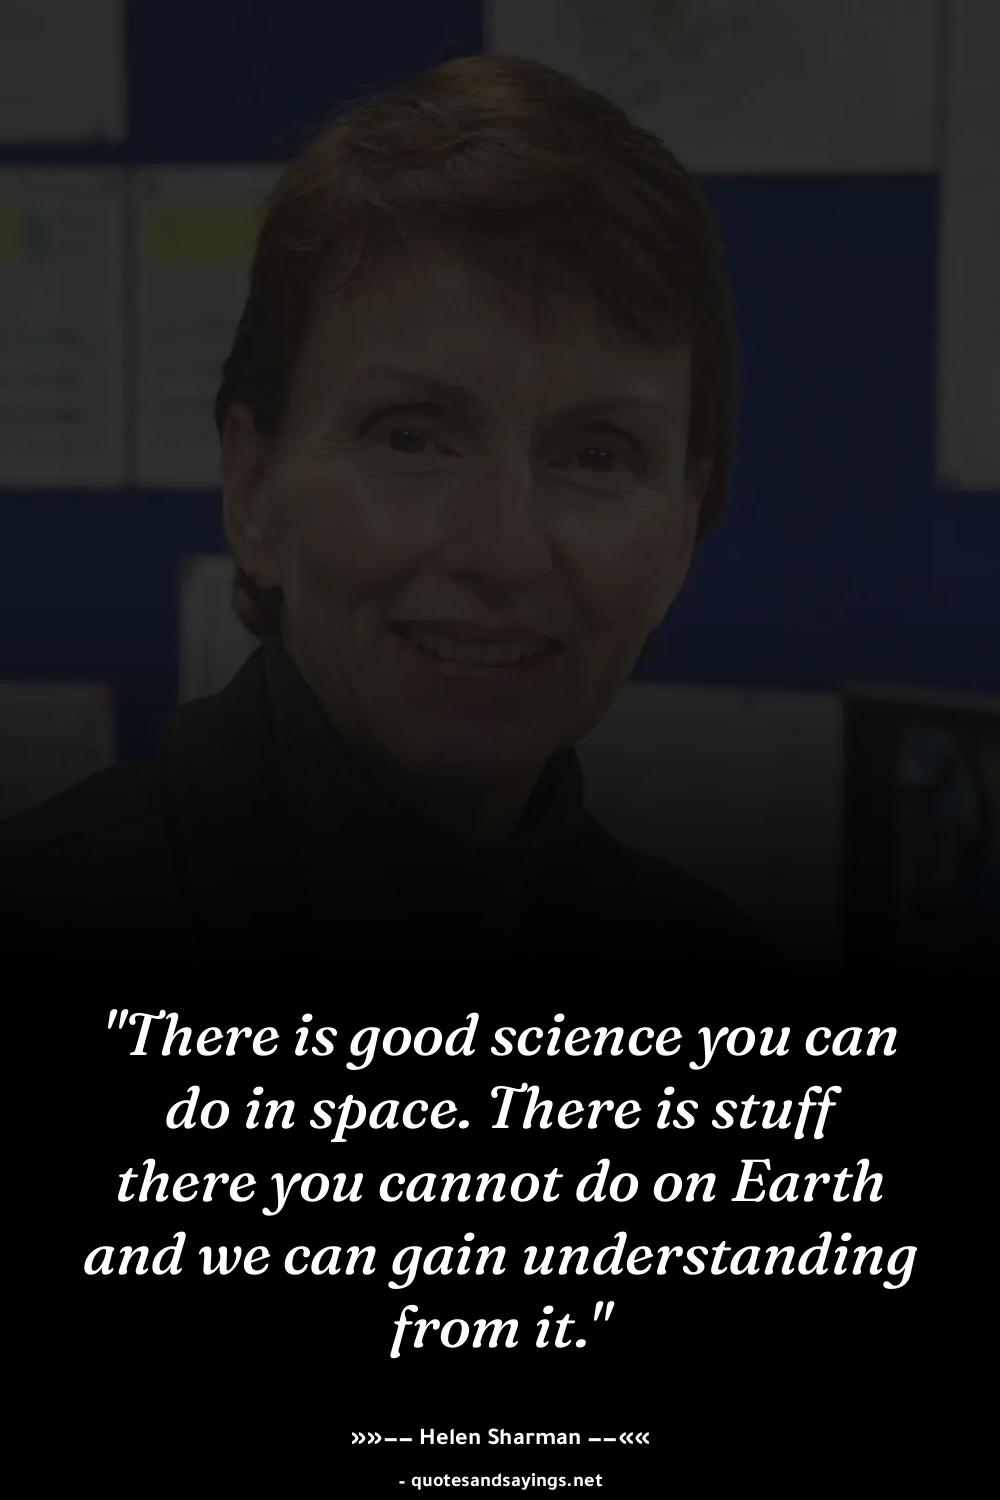 "There is good science you can
do in space. There is stuff
there you cannot do on Earth
and we can gain understanding
from it."
»»–– Helen Sharman ––««
- quotesandsayings.net